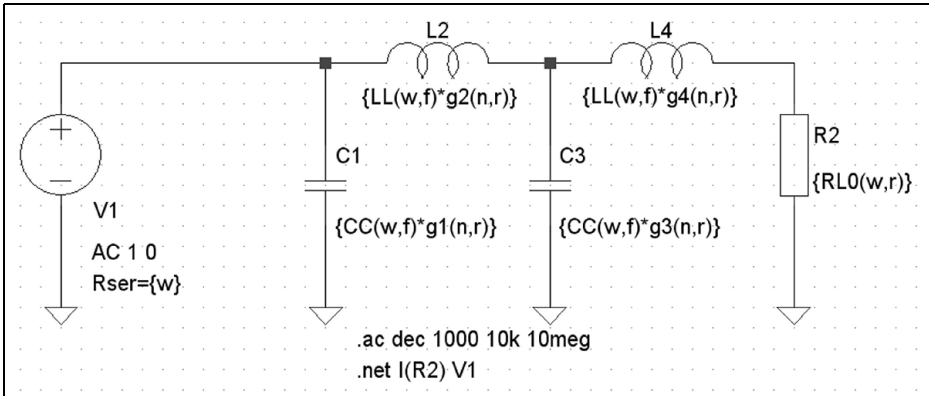 L2
L4
{LL(w,f)*g2(n,r)}
{LL(w,f)*g4(n,r)}
+
R2
C1
C3
−
{RL0(w,r)}
V1
{CC(w,f)*g1(n,r)}
{CC(w,f)*g3(n,r)}
AC 1 0
Rser={w}
.ac dec 1000 10k 10meg
.net I(R2) V1